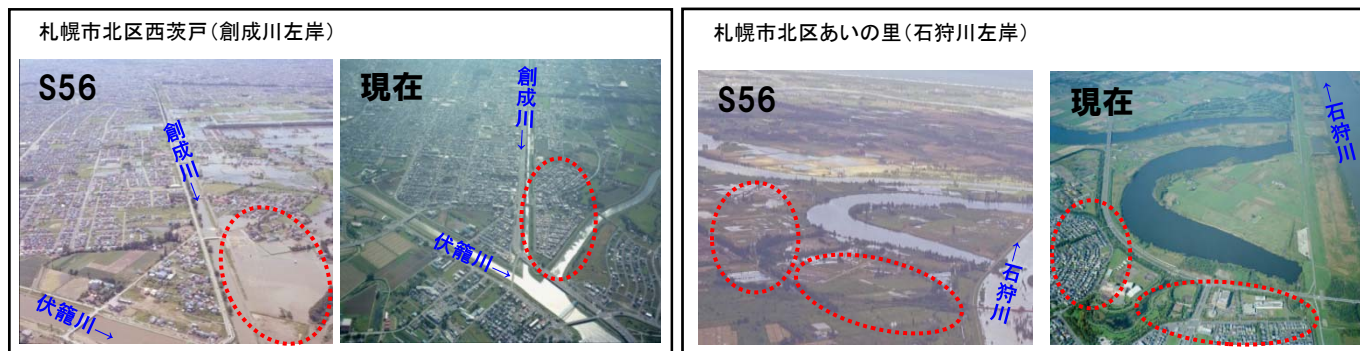 札幌市北区西茨戸（創成川左岸）
S56
創成川→
伏籠川→
現在
創成川→
伏籠川→
札幌市北区あいの里（石狩川左岸）
S56
←石狩川
現在
←石狩川